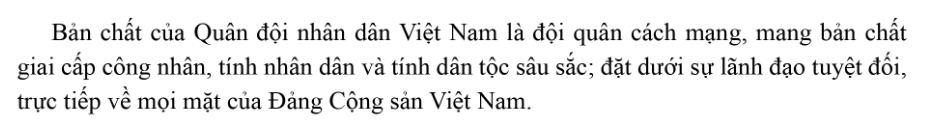 Bản chất của Quân đội nhân dân Việt Nam là đội quân cách mạng, mang bản chất
giai cấp công nhân, tính nhân dân và tính dân tộc sâu sắc; đặt dưới sự lãnh đạo tuyệt đối,
trực tiếp về mọi mặt của Đảng Cộng sản Việt Nam.